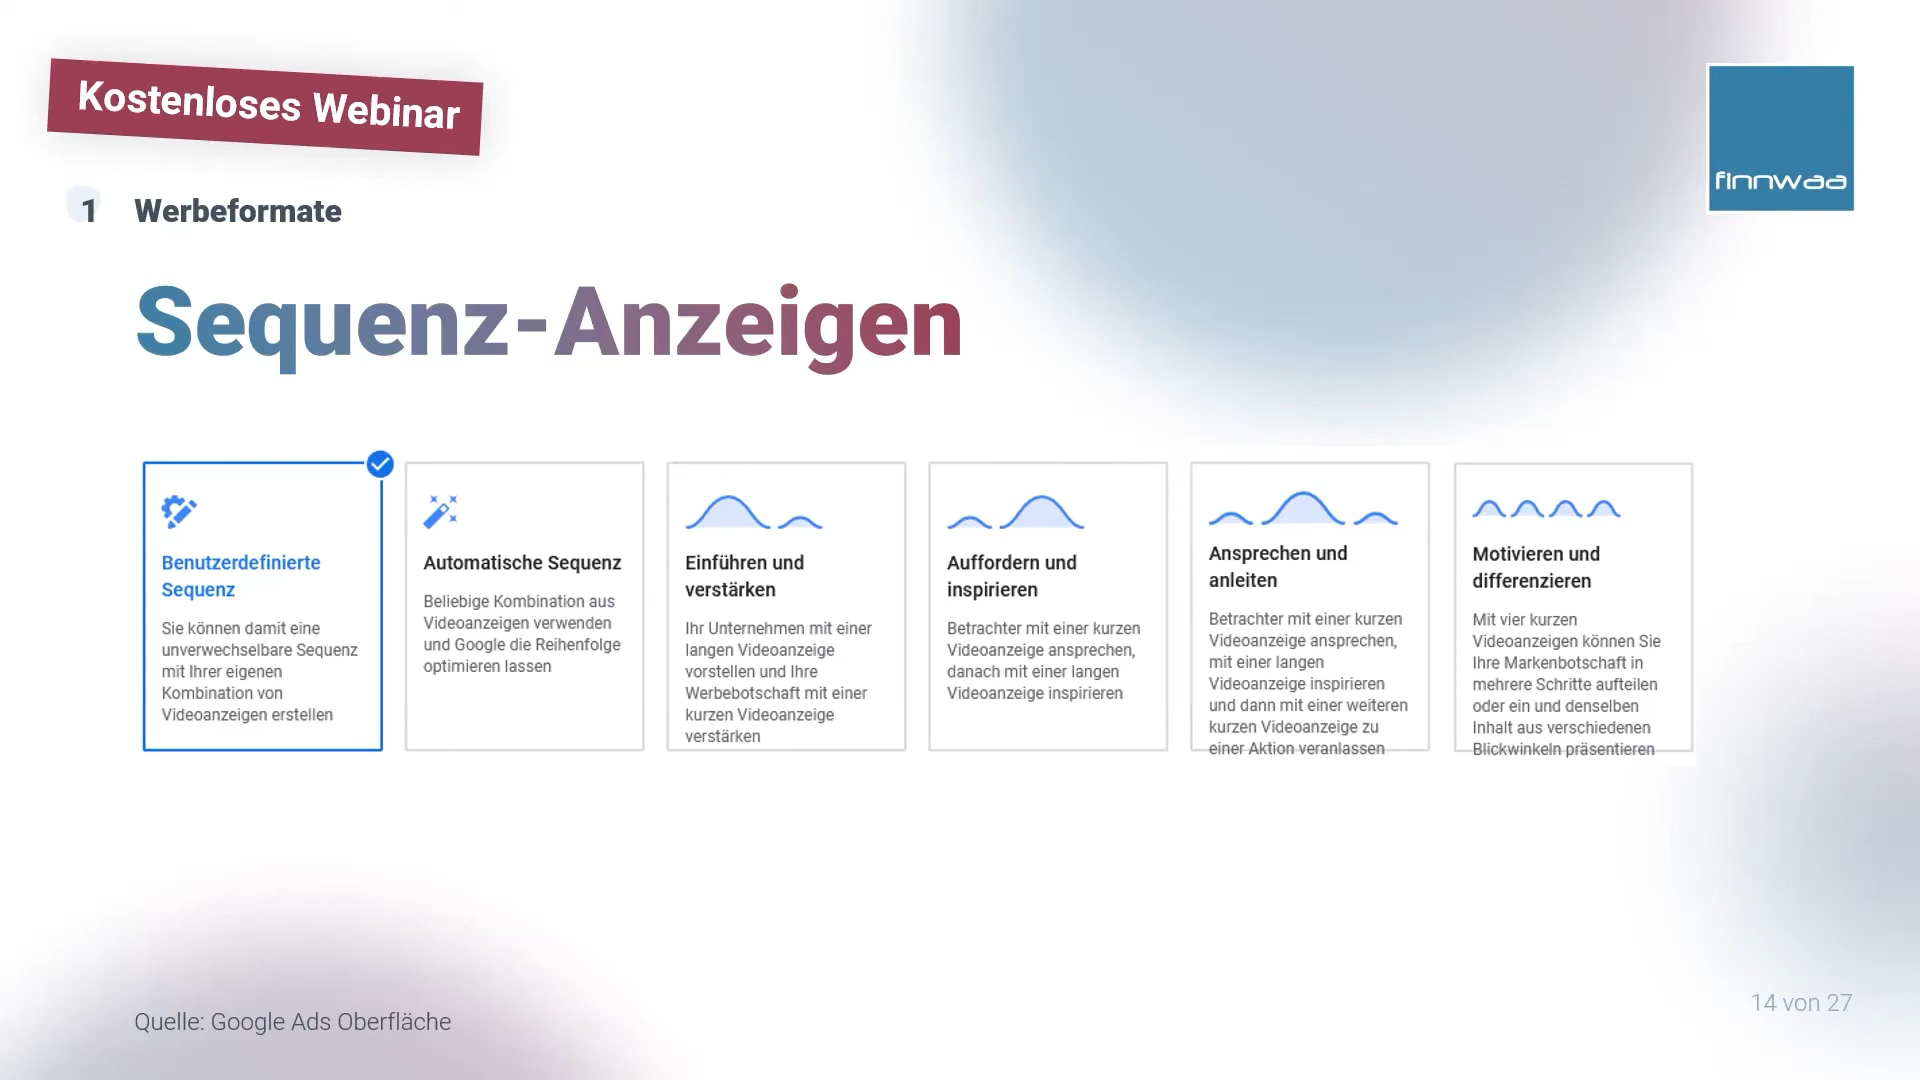 Kostenloses Webinar
finnwaa
1 Werbeformate
Sequenz-Anzeigen
Benutzerdefinierte
Sequenz
Sie können damit eine
unverwechselbare Sequenz
mit Ihrer eigenen
Kombination von
Videoanzeigen erstellen
Automatische Sequenz
Beliebige Kombination aus
Videoanzeigen verwenden
und Google die Reihenfolge
optimieren lassen
Einführen und
verstärken
Ihr Unternehmen mit einer
langen Videoanzeige
vorstellen und Ihre
Werbebotschaft mit einer
kurzen Videoanzeige
verstärken
Auffordern und
inspirieren
Betrachter mit einer kurzen
Videoanzeige ansprechen,
danach mit einer langen
Videoanzeige inspirieren
Ansprechen und
anleiten
Betrachter mit einer kurzen
Videoanzeige ansprechen,
mit einer langen
Videoanzeige inspirieren
und dann mit einer weiteren
kurzen Videoanzeige zu
einer Aktion veranlassen
Motivieren und
differenzieren
Mit vier kurzen
Videoanzeigen können Sie
Ihre Markenbotschaft in
mehrere Schritte aufteilen
oder ein und denselben
Inhalt aus verschiedenen
Blickwinkeln präsentieren
Quelle: Google Ads Oberfläche
14 von 27